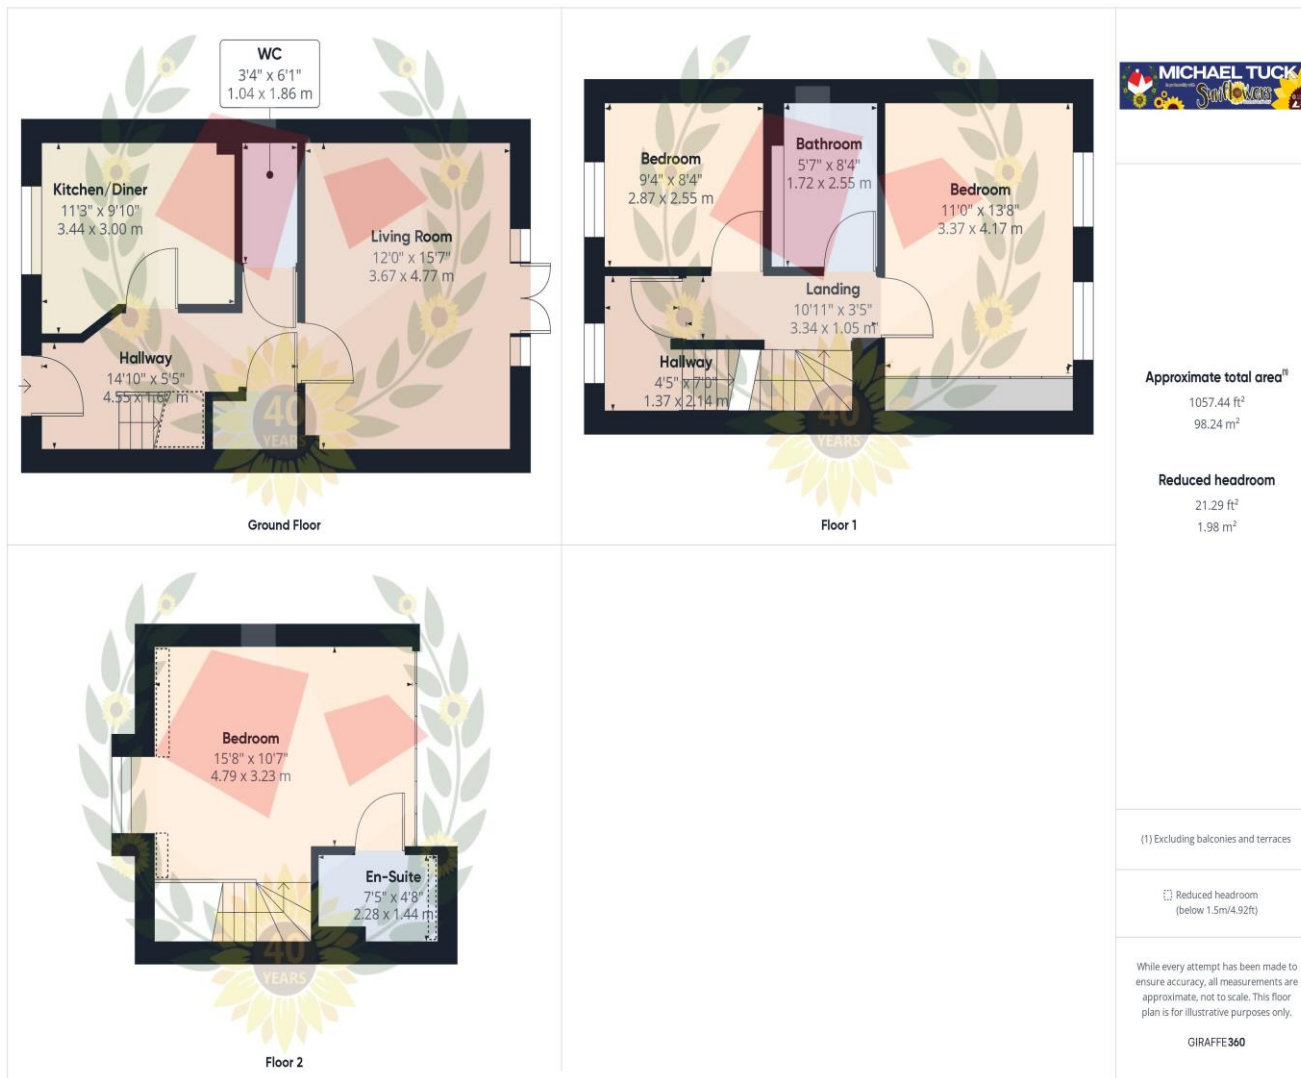 WC
3'4" x 6'1"
1.04 x 1.86 m
Kitchen/Diner
11'3" x 9'10"
3.44 x 3.00 m
Living Room
12'0" x 15'7"
3.67 x 4.77 m
Hallway
14'10" x 5'5"
4.55 x 1.67 m
40
YEARS
Ground Floor
Bedroom
9'4" x 8'4"
2.87 x 2.55 m
Bathroom
5'7" x 8'4"
1.72 x 2.55 m
Bedroom
11'0" x 13'8"
3.37 x 4.17 m
Landing
10'11" x 3'5"
3.34 x 1.05 m
Hallway
4'5" x 7'0"
1.37 x 2.14 m
40
YEARS
Floor 1
Bedroom
15'8" x 10'7"
4.79 x 3.23 m
En-Suite
7'5" x 4'8"
2.28 x 1.44 m
40
YEARS
Floor 2
MICHAEL TUCK
Sunflowers
Approximate total area(1)
1057.44 ft²
98.24 m²
Reduced headroom
21.29 ft²
1.98 m²
(1) Excluding balconies and terraces
Reduced headroom
(below 1.5m/4.92ft)
While every attempt has been made to
ensure accuracy, all measurements are
approximate, not to scale. This floor
plan is for illustrative purposes only.
GIRAFFE360